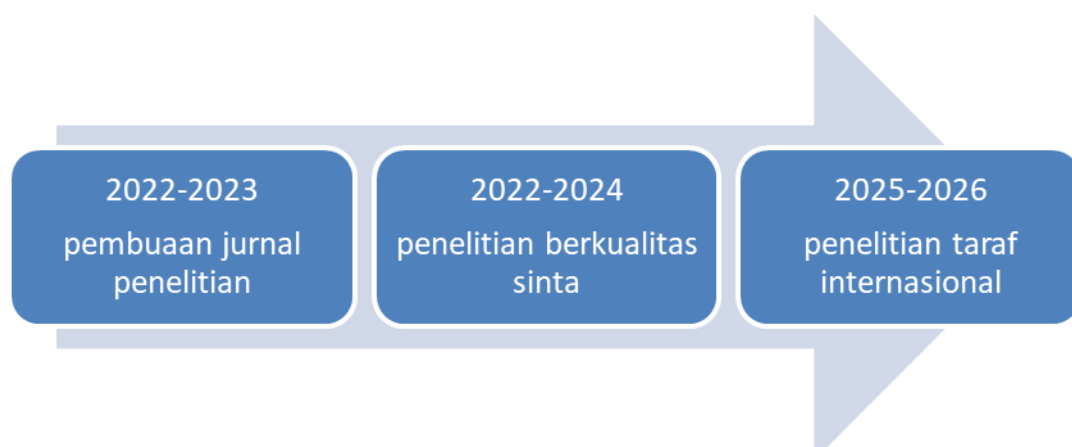 2022-2023
pembuaan jurnal
penelitian
2022-2024
penelitian berkualitas
sinta
2025-2026
penelitian taraf
internasional